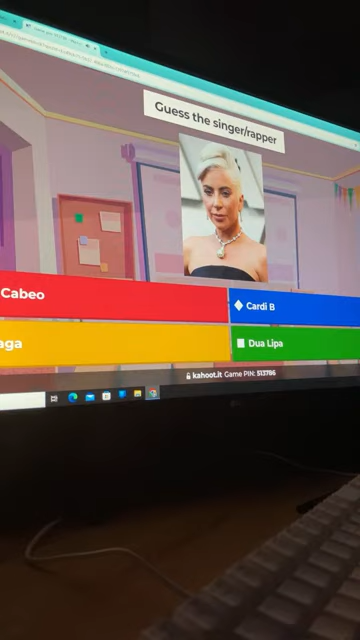 Guess the singer/rapper
Cabeo
Cardi B
aga
Dua Lipa
kahoot.it Game PIN: 513786